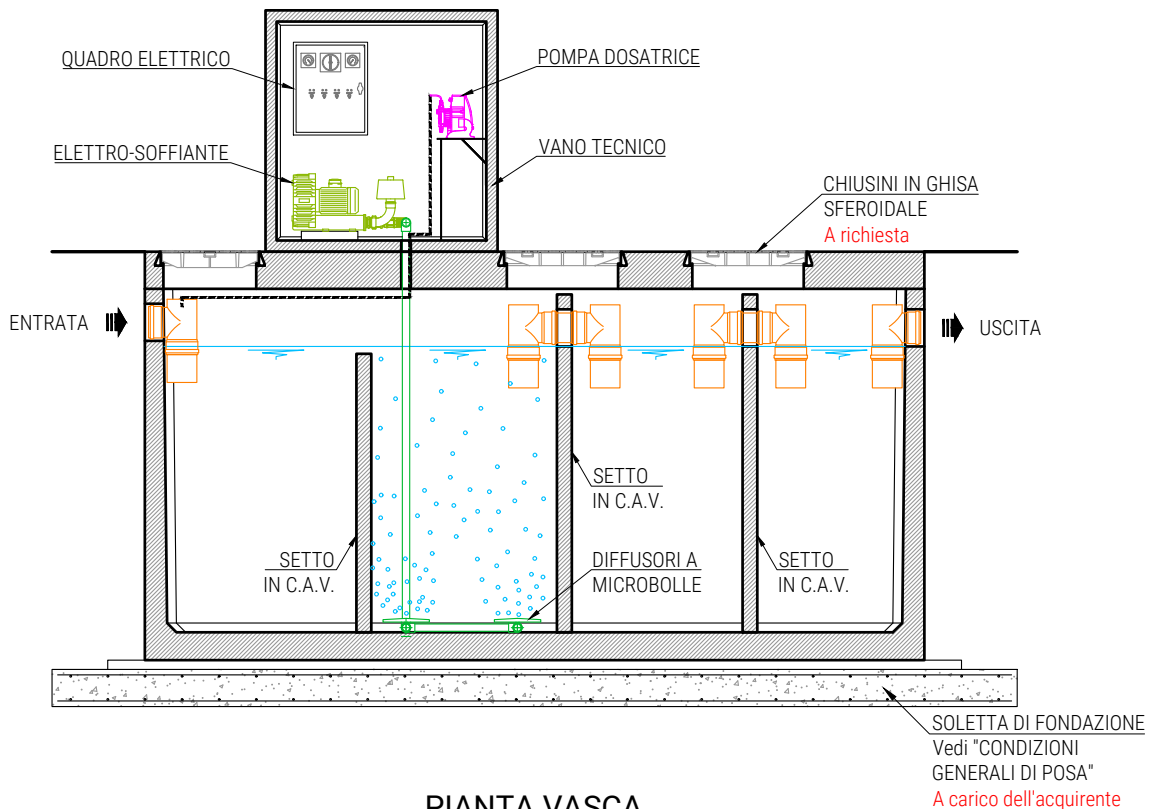 QUADRO ELETTRICO
POMPA DOSATRICE
ELETTRO-SOFFIANTE
VANO TECNICO
CHIUSINI IN GHISA
SFEROIDALE
A richiesta
ENTRATA
USCITA
SETTO
IN C.A.V.
SETTO
IN C.A.V.
DIFFUSORI A
MICROBOLLE
SETTO
IN C.A.V.
SOLETTA DI FONDAZIONE
Vedi "CONDIZIONI
GENERALI DI POSA"
A carico dell'acquirente
PIANTA VASCA